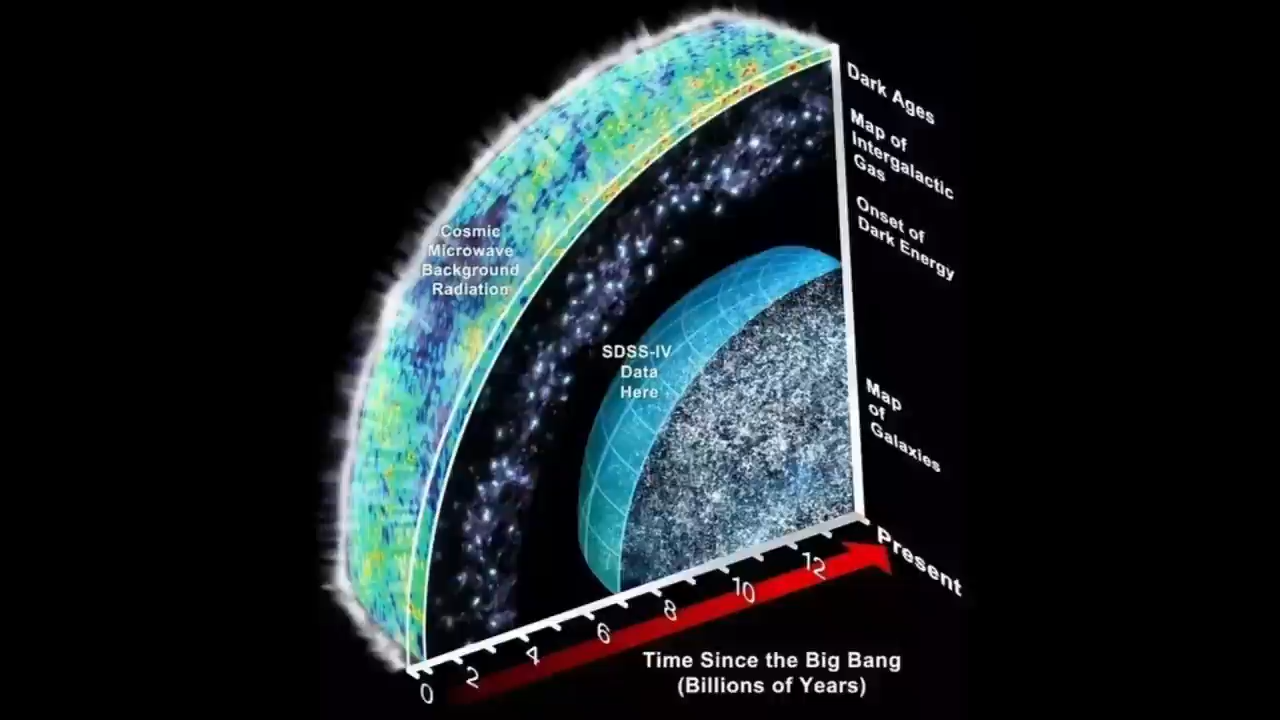 Dark Ages
Map of
Intergalactic
Gas
Onset of
Dark Energy
Cosmic
Microwave
Background
Radiation
SDSS-IV
Data
Here
Map
of
Galaxies
Present
0 2 4 6 8 10 12
Time Since the Big Bang
(Billions of Years)